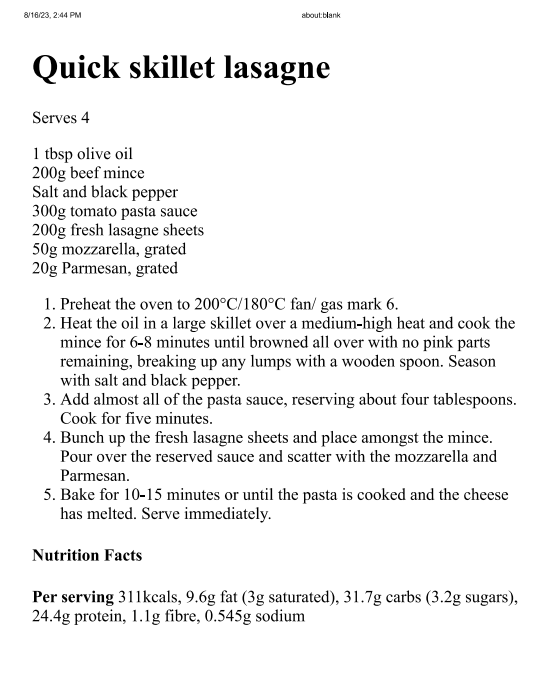 8/16/23, 2:44 PM about:blank
Quick skillet lasagne
Serves 4
1 tbsp olive oil
200g beef mince
Salt and black pepper
300g tomato pasta sauce
200g fresh lasagne sheets
50g mozzarella, grated
20g Parmesan, grated
1. Preheat the oven to 200°C/180°C fan/ gas mark 6.
2. Heat the oil in a large skillet over a medium-high heat and cook the
mince for 6-8 minutes until browned all over with no pink parts
remaining, breaking up any lumps with a wooden spoon. Season
with salt and black pepper.
3. Add almost all of the pasta sauce, reserving about four tablespoons.
Cook for five minutes.
4. Bunch up the fresh lasagne sheets and place amongst the mince.
Pour over the reserved sauce and scatter with the mozzarella and
Parmesan.
5. Bake for 10-15 minutes or until the pasta is cooked and the cheese
has melted. Serve immediately.
Nutrition Facts
Per serving 311kcals, 9.6g fat (3g saturated), 31.7g carbs (3.2g sugars),
24.4g protein, 1.1g fibre, 0.545g sodium